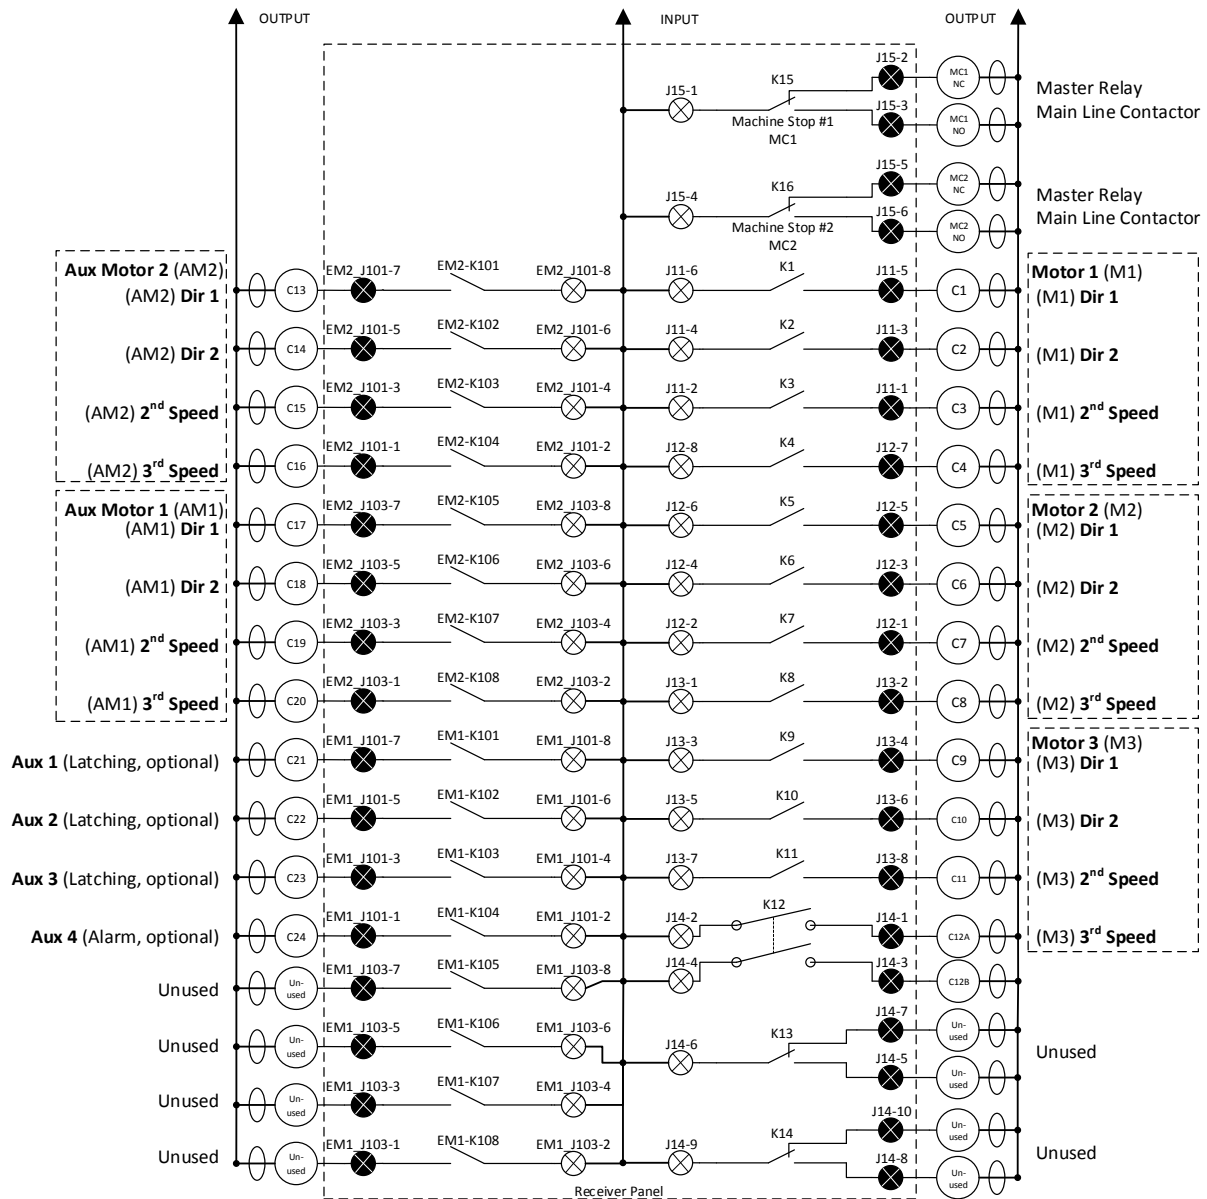 OUTPUT INPUT OUTPUT
J15-2
K15
MC1 NC
J15-1
Master Relay
J15-3
Main Line Contactor
Machine Stop #1
MC1
MC1 NO
J15-5
K16
MC2 NC
J15-4
Master Relay
J15-6
Main Line Contactor
Machine Stop #2
MC2
MC2 NO
Aux Motor 2 (AM2)
(AM2) Dir 1 C13 EM2_J101-7 EM2-K101 EM2_J101-8 J11-6 K1 J11-5 C1 Motor 1 (M1)
(M1) Dir 1
(AM2) Dir 2 C14 EM2_J101-5 EM2-K102 EM2_J101-6 J11-4 K2 J11-3 C2 (M1) Dir 2
(AM2) 2nd Speed C15 EM2_J101-3 EM2-K103 EM2_J101-4 J11-2 K3 J11-1 C3 (M1) 2nd Speed
(AM2) 3rd Speed C16 EM2_J101-1 EM2-K104 EM2_J101-2 J12-8 K4 J12-7 C4 (M1) 3rd Speed
Aux Motor 1 (AM1)
(AM1) Dir 1 C17 EM2_J103-7 EM2-K105 EM2_J103-8 J12-6 K5 J12-5 C5 Motor 2 (M2)
(M2) Dir 1
(AM1) Dir 2 C18 EM2_J103-5 EM2-K106 EM2_J103-6 J12-4 K6 J12-3 C6 (M2) Dir 2
(AM1) 2nd Speed C19 EM2_J103-3 EM2-K107 EM2_J103-4 J12-2 K7 J12-1 C7 (M2) 2nd Speed
(AM1) 3rd Speed C20 EM2_J103-1 EM2-K108 EM2_J103-2 J13-1 K8 J13-2 C8 (M2) 3rd Speed
Aux 1 (Latching, optional) C21 EM1_J101-7 EM1-K101 EM1_J101-8 J13-3 K9 J13-4 C9 Motor 3 (M3)
(M3) Dir 1
Aux 2 (Latching, optional) C22 EM1_J101-5 EM1-K102 EM1_J101-6 J13-5 K10 J13-6 C10 (M3) Dir 2
Aux 3 (Latching, optional) C23 EM1_J101-3 EM1-K103 EM1_J101-4 J13-7 K11 J13-8 C11 (M3) 2nd Speed
Aux 4 (Alarm, optional) C24 EM1_J101-1 EM1-K104 EM1_J101-2 J14-2 K12 J14-1 C12A (M3) 3rd Speed
Unused Un-used EM1_J103-7 EM1-K105 EM1_J103-8 J14-4 J14-3 C12B
J14-7 Un-used
Unused Un-used EM1_J103-5 EM1-K106 EM1_J103-6 J14-6 K13 Unused
J14-5 Un-used
Unused Un-used EM1_J103-3 EM1-K107 EM1_J103-4
J14-10 Un-used
Unused Un-used EM1_J103-1 EM1-K108 EM1_J103-2 J14-9 K14 Unused
J14-8 Un-used
Receiver Panel